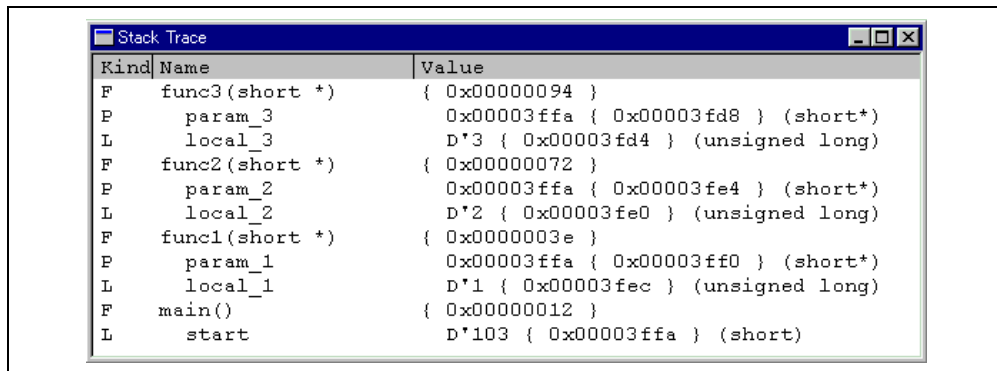 Stack Trace
Kind Name Value
F func3(short *) { 0x00000094 }
P param_3 0x00003ffa { 0x00003fd8 } (short*)
L local_3 D'3 { 0x00003fd4 } (unsigned long)
F func2(short *) { 0x00000072 }
P param_2 0x00003ffa { 0x00003fe4 } (short*)
L local_2 D'2 { 0x00003fe0 } (unsigned long)
F func1(short *) { 0x0000003e }
P param_1 0x00003ffa { 0x00003ff0 } (short*)
L local_1 D'1 { 0x00003fec } (unsigned long)
F main() { 0x00000012 }
L start D'103 { 0x00003ffa } (short)